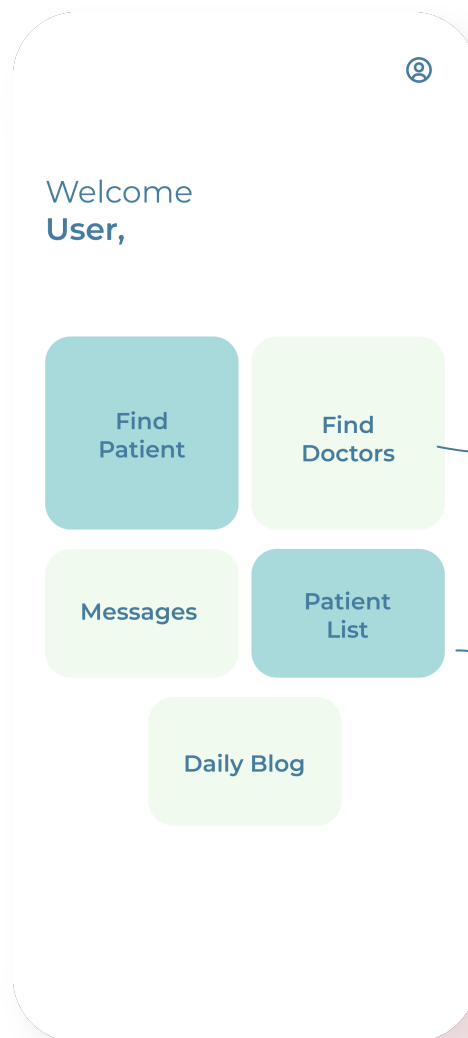 Welcome
User,
Find
Patient
Find
Doctors
Messages
Patient
List
Daily Blog